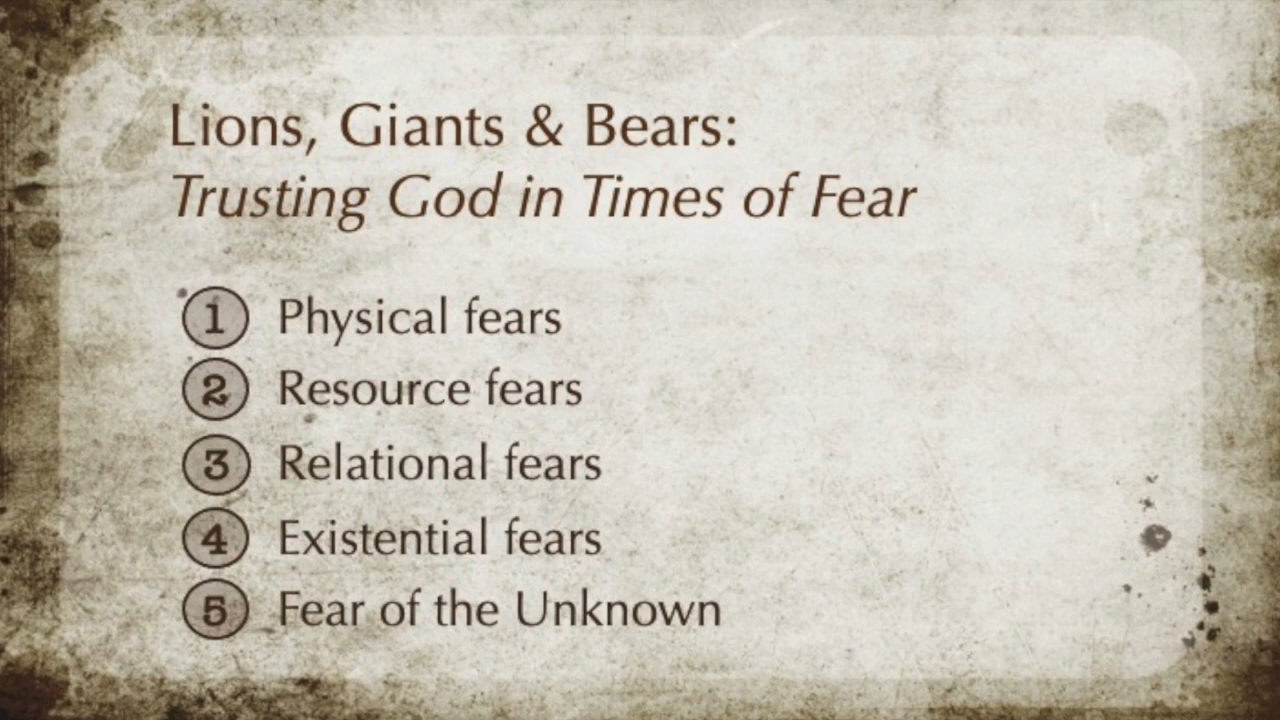 Lions, Giants & Bears:
Trusting God in Times of Fear
1 Physical fears
2 Resource fears
3 Relational fears
4 Existential fears
5 Fear of the Unknown